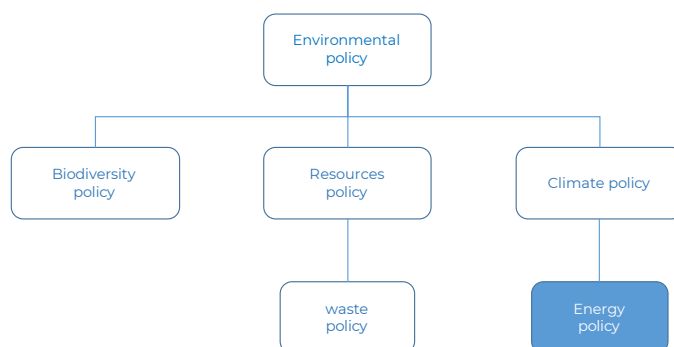 Environmental
policy
Biodiversity
policy
Resources
policy
Climate policy
waste
policy
Energy
policy